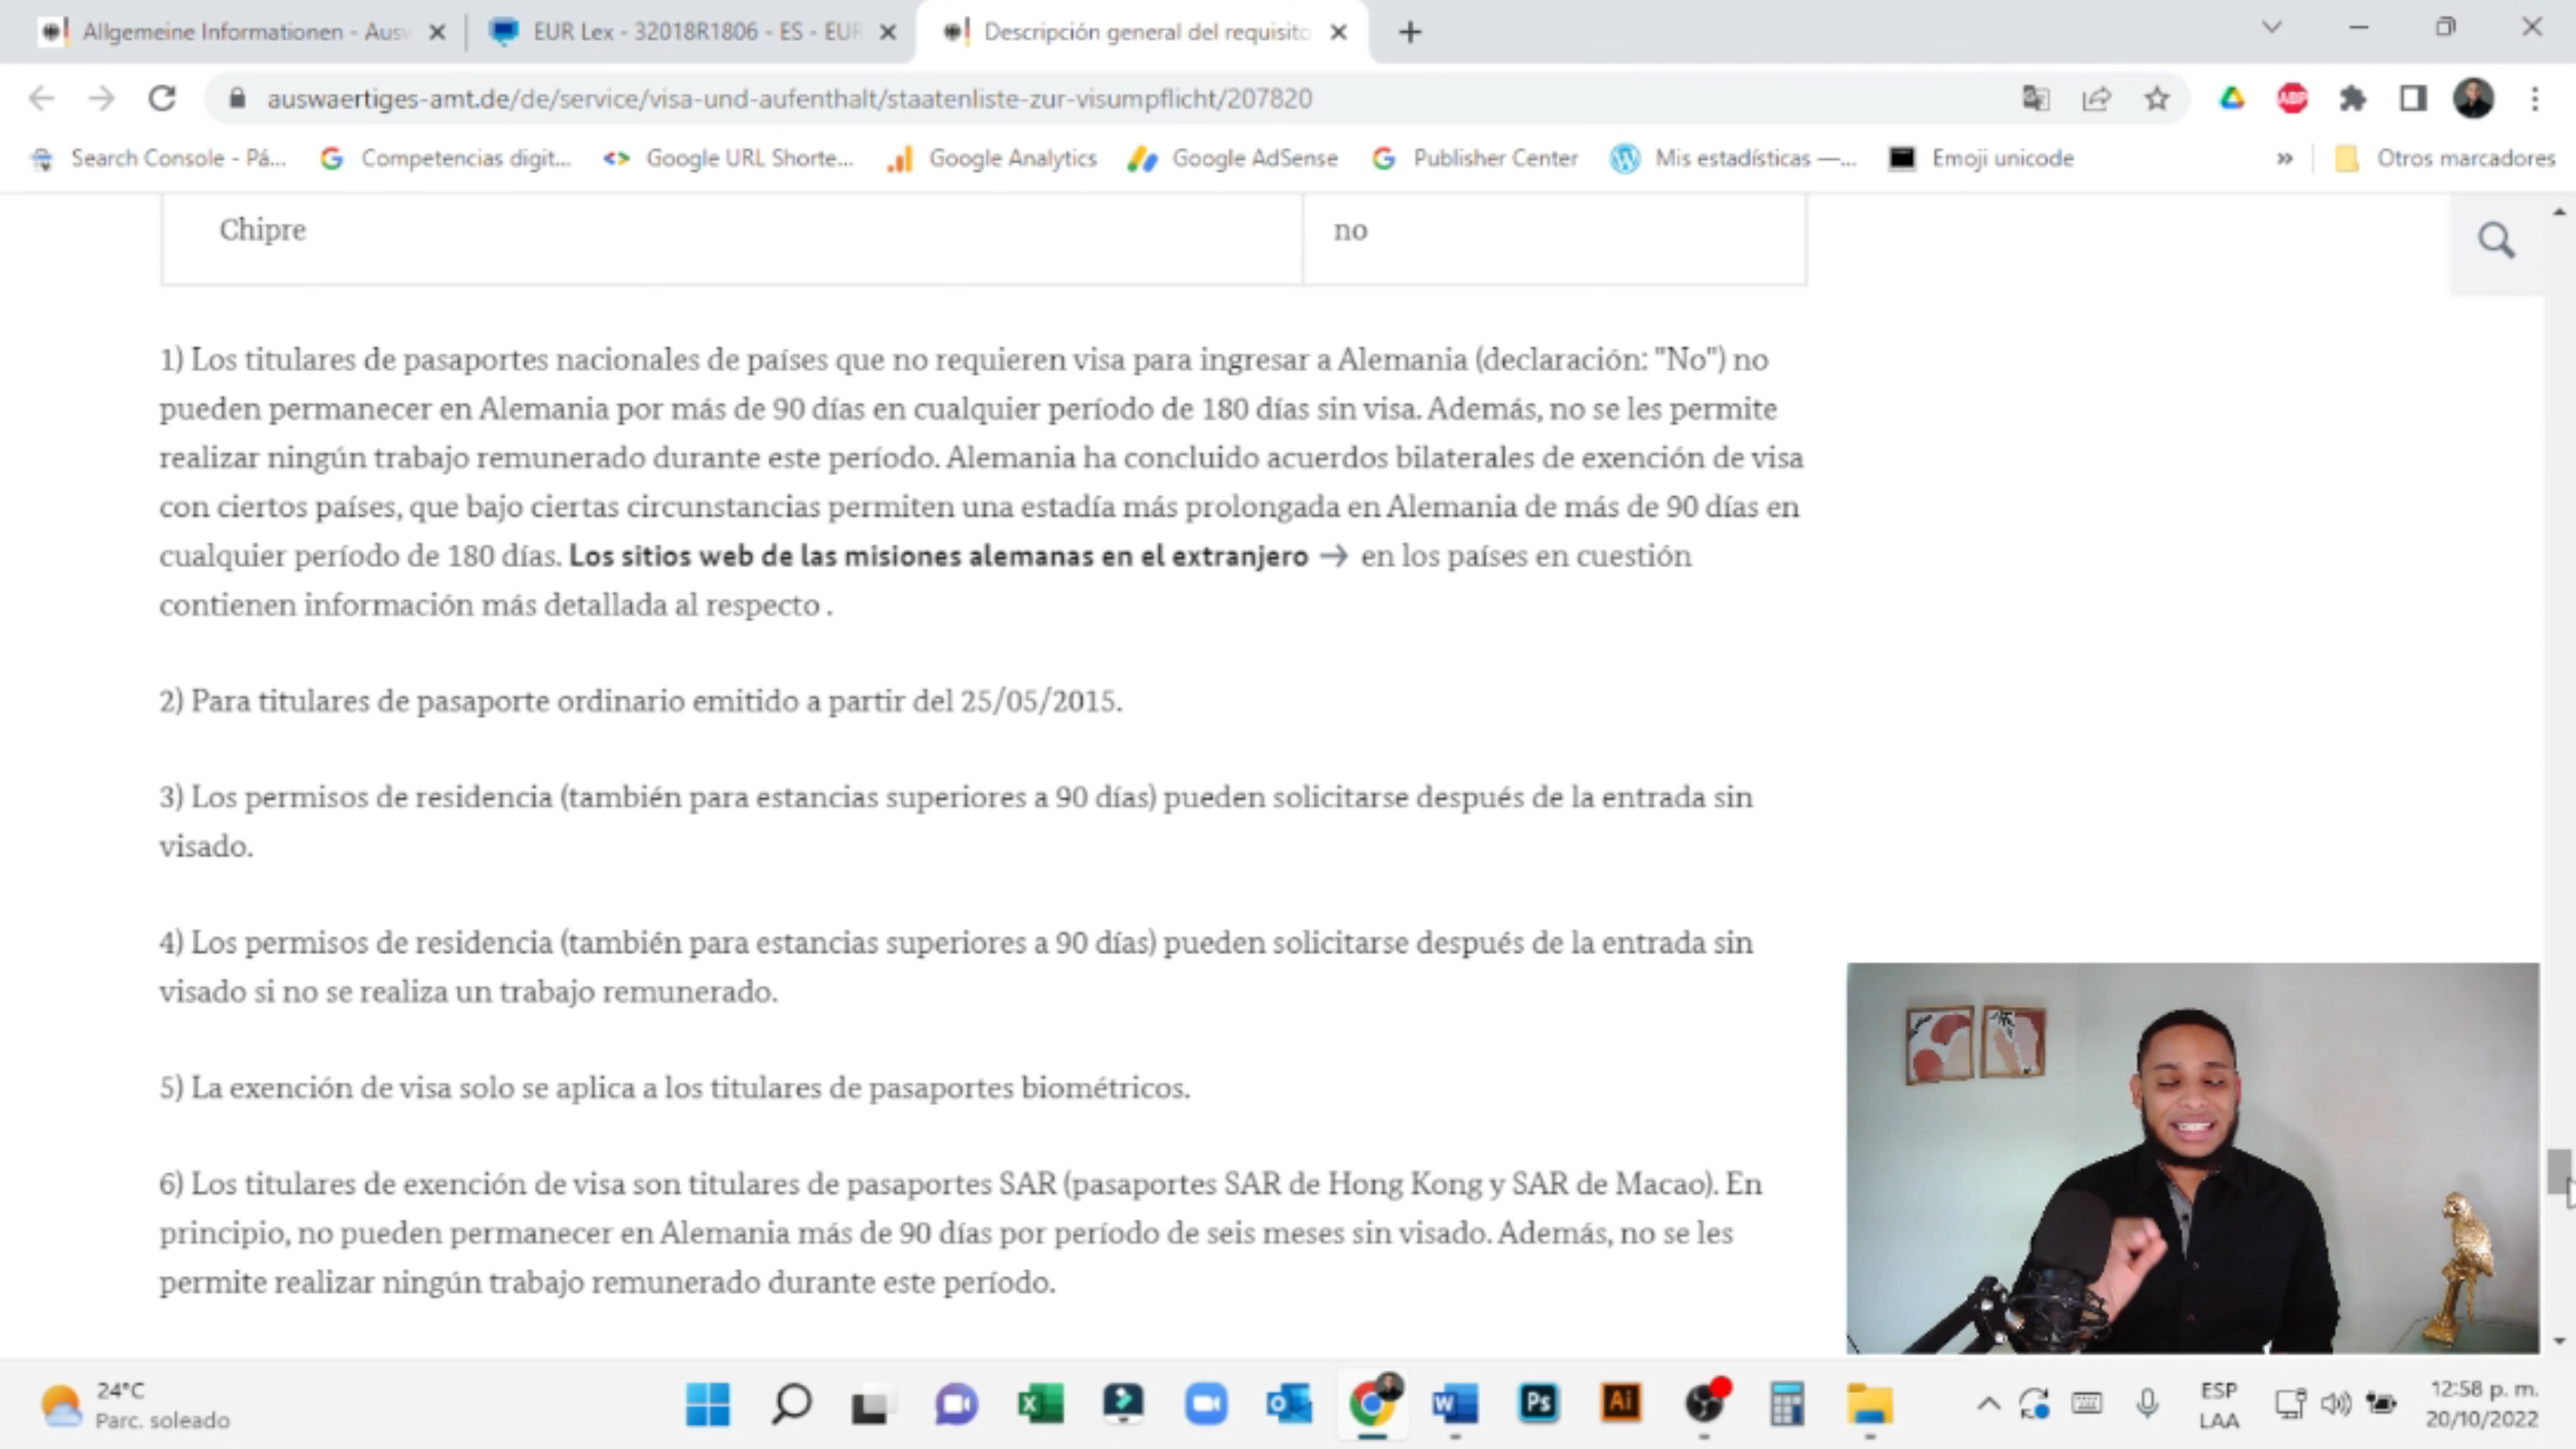 Allgemeine Informationen - Ausw
EUR Lex - 32018R1806 - ES - EUR
Descripción general del requisito
auswaertiges-amt.de/de/service/visa-und-aufenthalt/staatenliste-zur-visumpflicht/207820
ABP
Search Console - Pá...
Competencias digit...
Google URL Shorte...
Google Analytics
Google AdSense
Publisher Center
Mis estadísticas —...
Emoji unicode
»
Otros marcadores
Chipre
no
1) Los titulares de pasaportes nacionales de países que no requieren visa para ingresar a Alemania (declaración: "No") no
pueden permanecer en Alemania por más de 90 días en cualquier período de 180 días sin visa. Además, no se les permite
realizar ningún trabajo remunerado durante este período. Alemania ha concluido acuerdos bilaterales de exención de visa
con ciertos países, que bajo ciertas circunstancias permiten una estadía más prolongada en Alemania de más de 90 días en
cualquier período de 180 días. Los sitios web de las misiones alemanas en el extranjero → en los países en cuestión
contienen información más detallada al respecto .
2) Para titulares de pasaporte ordinario emitido a partir del 25/05/2015.
3) Los permisos de residencia (también para estancias superiores a 90 días) pueden solicitarse después de la entrada sin
visado.
4) Los permisos de residencia (también para estancias superiores a 90 días) pueden solicitarse después de la entrada sin
visado si no se realiza un trabajo remunerado.
5) La exención de visa solo se aplica a los titulares de pasaportes biométricos.
6) Los titulares de exención de visa son titulares de pasaportes SAR (pasaportes SAR de Hong Kong y SAR de Macao). En
principio, no pueden permanecer en Alemania más de 90 días por período de seis meses sin visado. Además, no se les
permite realizar ningún trabajo remunerado durante este período.
24°C
Parc. soleado
Ps
Ai
ESP
LAA
12:58 p. m.
20/10/2022